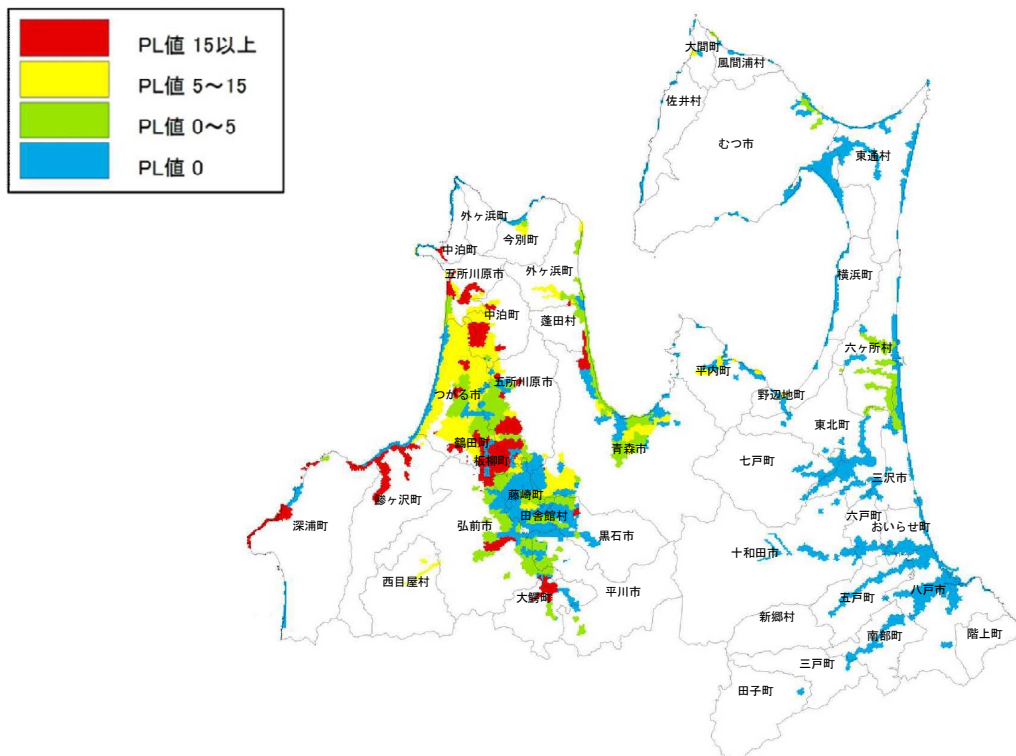 PL値 15以上
PL値 5～15
PL値 0～5
PL値 0
大間町
風間浦村
佐井村
むつ市
東通村
外ヶ浜町
今別町
中泊町
五所川原市
外ヶ浜町
横浜町
中泊町
蓬田村
六ヶ所村
平内町
五所川原市
つがる市
野辺地町
東北町
鶴田町
青森市
板柳町
七戸町
三沢市
藤崎町
鰺ヶ沢町
田舎館村
六戸町
深浦町
弘前市
おいらせ町
黒石市
十和田市
西目屋村
大鰐町
平川市
五戸町
八戸市
新郷村
南部町
階上町
三戸町
田子町